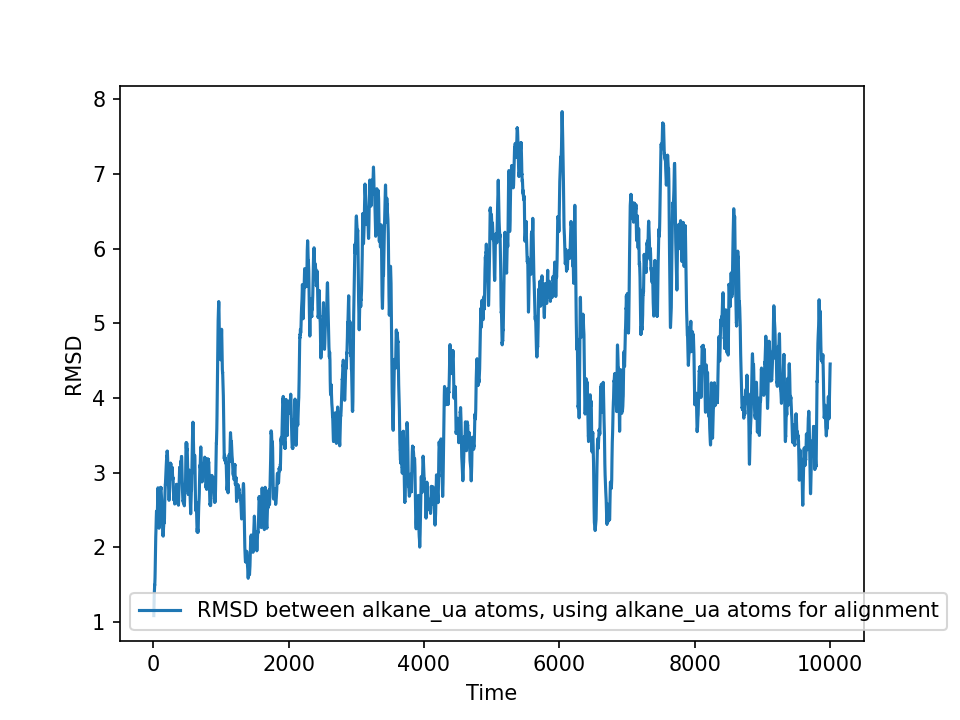 8
7
6
5
4
3
2
1
RMSD
RMSD between alkane_ua atoms, using alkane_ua atoms for alignment
0 2000 4000 6000 8000 10000
Time